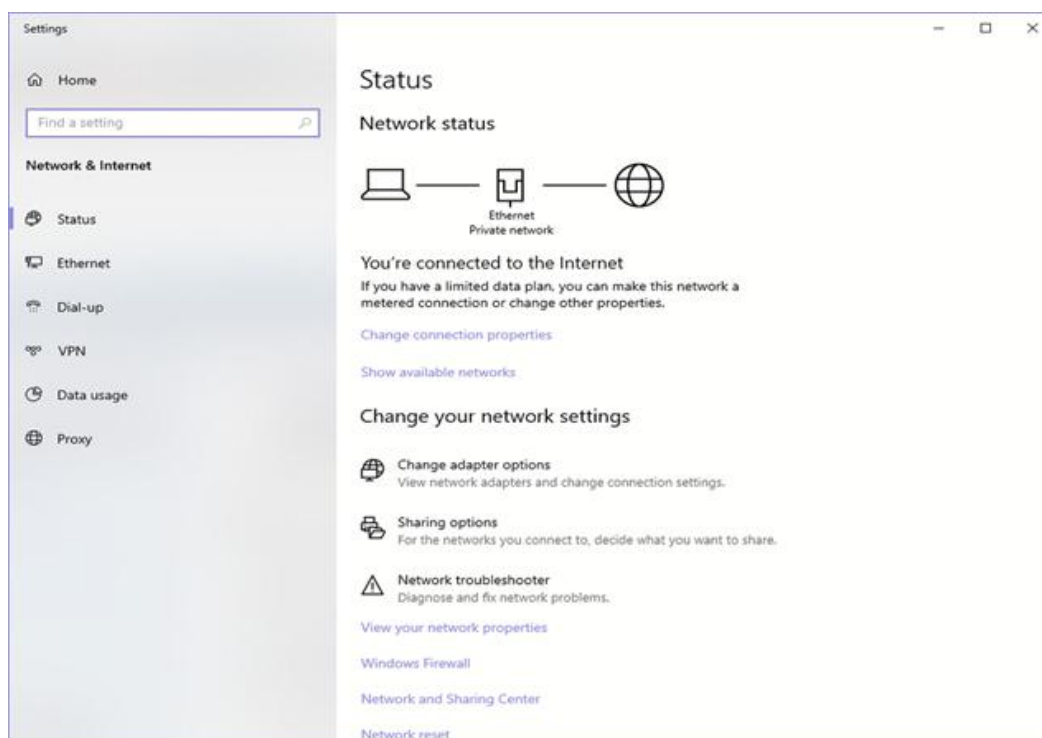 Settings
Home
Find a setting
Network & Internet
Status
Ethernet
Dial-up
VPN
Data usage
Proxy
Status
Network status
Ethernet
Private network
You're connected to the Internet
If you have a limited data plan, you can make this network a
metered connection or change other properties.
Change connection properties
Show available networks
Change your network settings
Change adapter options
View network adapters and change connection settings.
Sharing options
For the networks you connect to, decide what you want to share.
Network troubleshooter
Diagnose and fix network problems.
View your network properties
Windows Firewall
Network and Sharing Center
Network reset